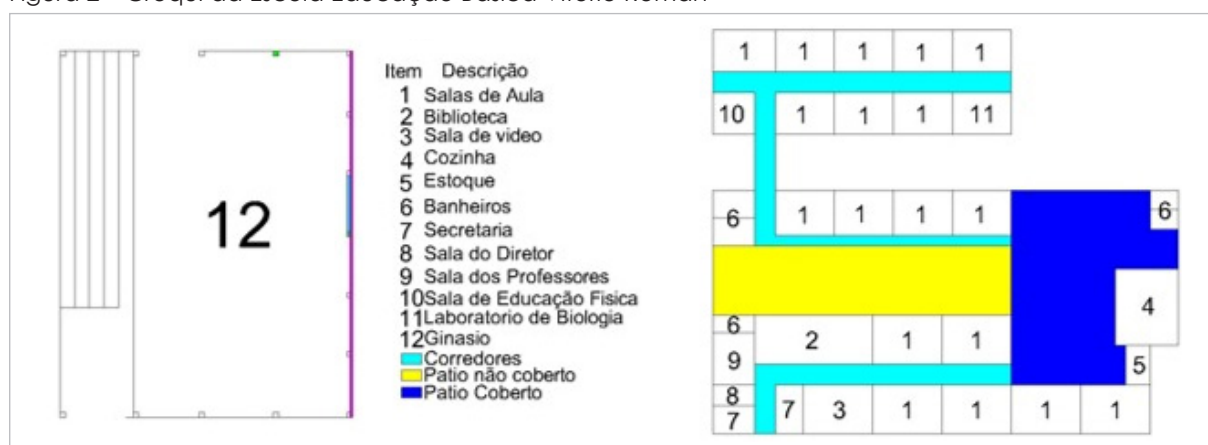 Figura 2 - Croqui da Escola Educação Básica Vitório Roman
12
Item Descrição
1 Salas de Aula
2 Biblioteca
3 Sala de video
4 Cozinha
5 Estoque
6 Banheiros
7 Secretaria
8 Sala do Diretor
9 Sala dos Professores
10 Sala de Educação Fisica
11 Laboratorio de Biologia
12 Ginasio
Corredores
Patio não coberto
Patio Coberto
1 1 1 1 1
10 1 1 1 11
6 1 1 1 1 6
4
6 2 1 1
9 5
8
7 7 3 1 1 1 1